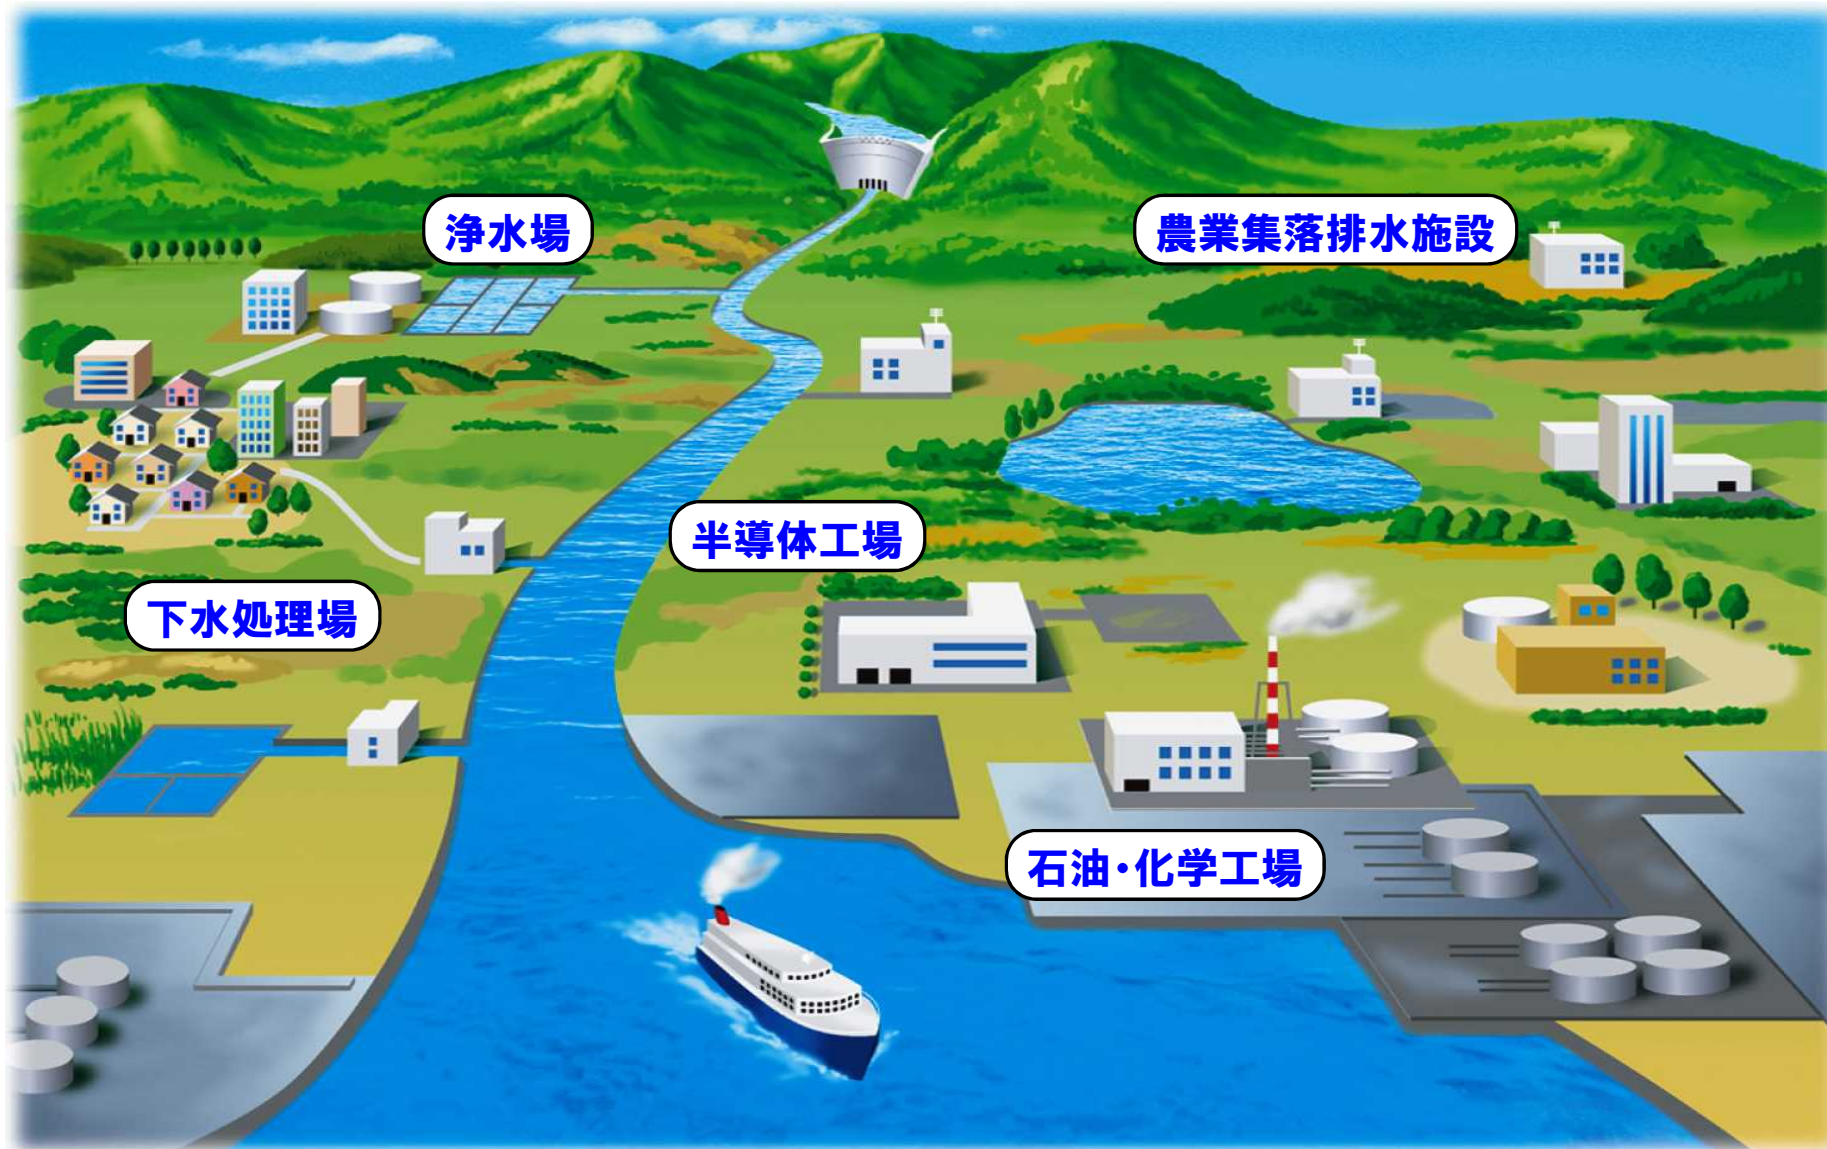 浄水場
農業集落排水施設
半導体工場
下水処理場
石油・化学工場